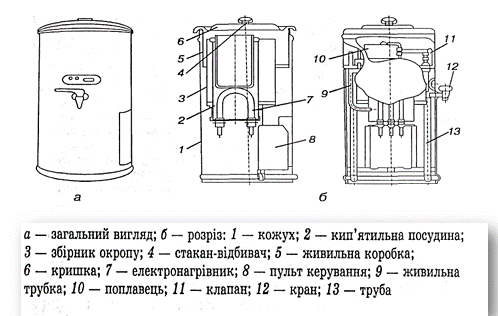 6
5
4
3
2
1
7
8
10
9
11
12
13
а
б
а — загальний вигляд; б — розріз: 1 — кожух; 2 — кип'ятильна посудина;
3 — збірник окропу; 4 — стакан-відбивач; 5 — живильна коробка;
6 — кришка; 7 — електронагрівник; 8 — пульт керування; 9 — живильна
трубка; 10 — поплавець; 11 — клапан; 12 — кран; 13 — труба